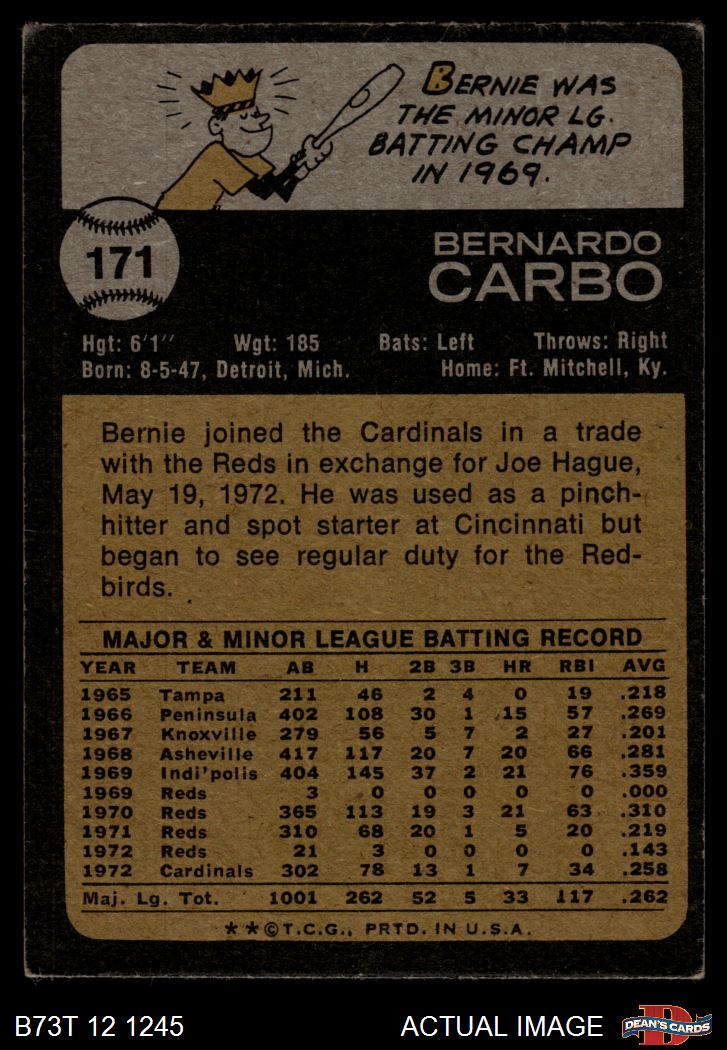 BERNIE WAS
THE MINOR LG.
BATTING CHAMP
IN 1969.
171
BERNARDO
CARBO
Hgt: 6'1" Wgt: 185 Bats: Left Throws: Right
Born: 8-5-47, Detroit, Mich. Home: Ft. Mitchell, Ky.
Bernie joined the Cardinals in a trade
with the Reds in exchange for Joe Hague,
May 19, 1972. He was used as a pinch-
hitter and spot starter at Cincinnati but
began to see regular duty for the Red-
birds.
MAJOR & MINOR LEAGUE BATTING RECORD
YEAR TEAM AB H 2B 3B HR RBI AVG
1965 Tampa 211 46 2 4 0 19 .218
1966 Peninsula 402 108 30 1 15 57 .269
1967 Knoxville 279 56 5 7 2 27 .201
1968 Asheville 417 117 20 7 20 66 .281
1969 Indi'polis 404 145 37 2 21 76 .359
1969 Reds 3 0 0 0 0 0 .000
1970 Reds 365 113 19 3 21 63 .310
1971 Reds 310 68 20 1 5 20 .219
1972 Reds 21 3 0 0 0 0 .143
1972 Cardinals 302 78 13 1 7 34 .258
Maj. Lg. Tot. 1001 262 52 5 33 117 .262
**©T.C.G., PRTD. IN U.S.A.
B73T 12 1245 ACTUAL IMAGE
D
DEAN'S CARDS